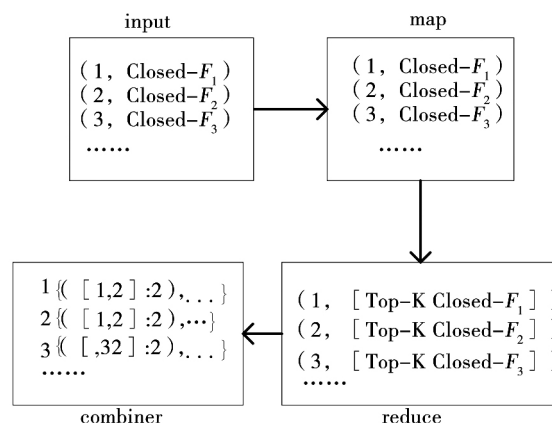 input
(1, Closed-F₁)
(2, Closed-F₂)
(3, Closed-F₃)
……
map
(1, Closed-F₁)
(2, Closed-F₂)
(3, Closed-F₃)
……
1{([1,2]:2),...}
2{([1,2]:2),…}
3{([,32]:2),...}
……
combiner
(1, [Top-K Closed-F₁]
(2, [Top-K Closed-F₂]
(3, [Top-K Closed-F₃]
……
reduce